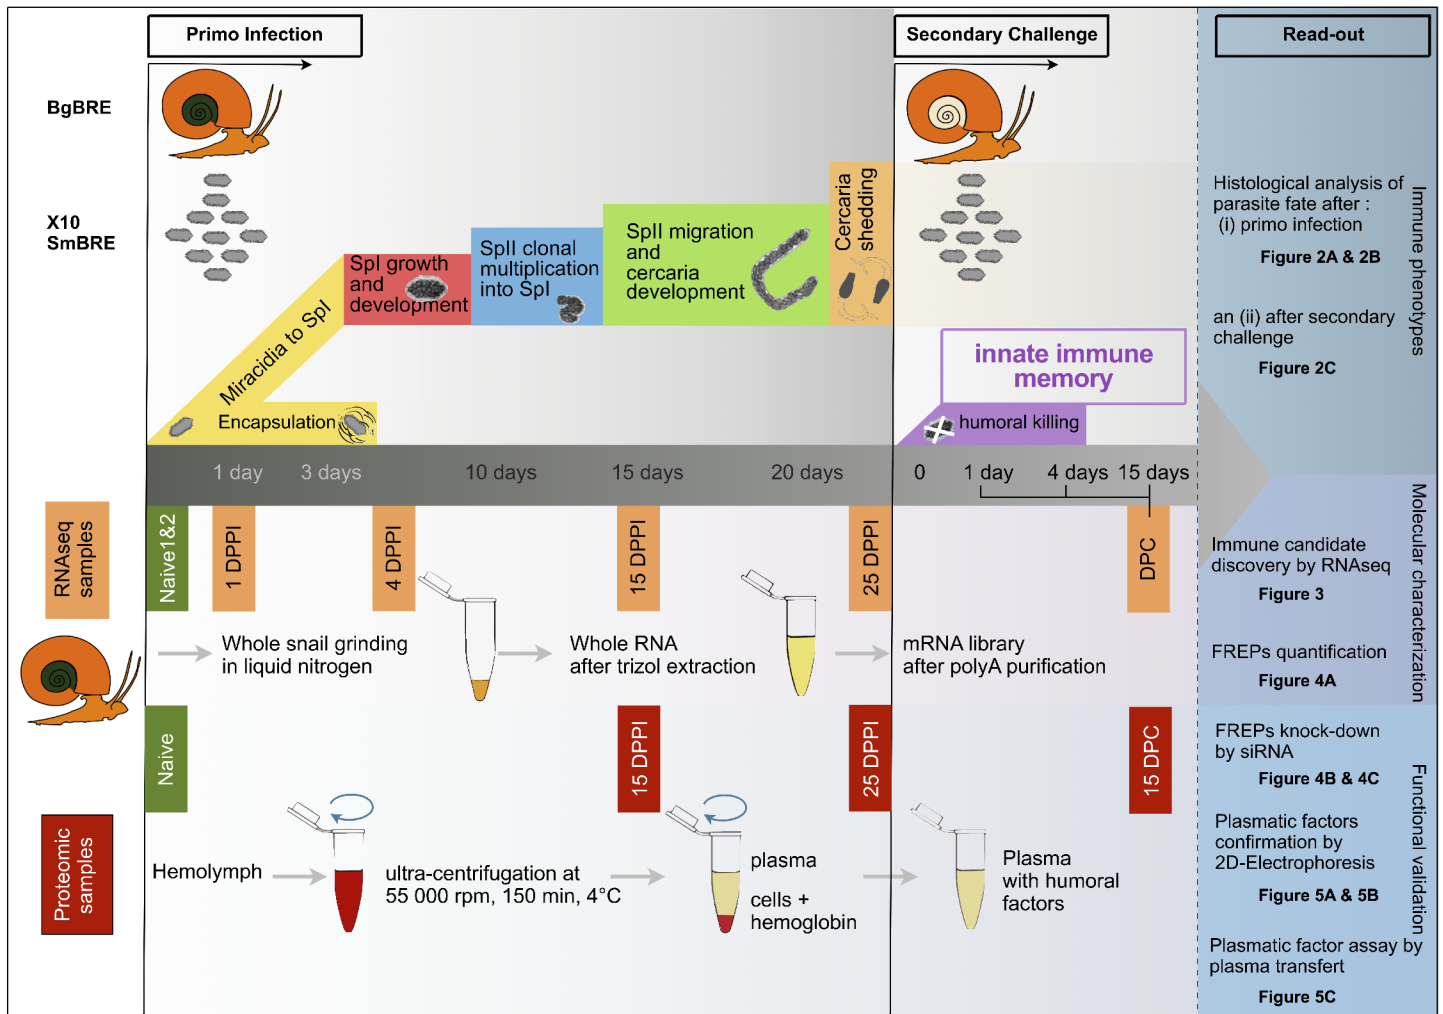 Primo Infection
Secondary Challenge
Read-out
BgBRE
X10
SmBRE
Miracidia to SpI
Encapsulation
SpI growth
and
development
SpII clonal
multiplication
into SpI
SpII migration
and
cercaria
development
Cercaria
shedding
innate immune
memory
humoral killing
Histological analysis of
parasite fate after :
(i) primo infection
Figure 2A & 2B
an (ii) after secondary
challenge
Figure 2C
Immune phenotypes
1 day
3 days
10 days
15 days
20 days
0
1 day
4 days
15 days
RNAseq
samples
Naive1&2
1 DPPI
4 DPPI
15 DPPI
25 DPPI
DPC
Whole snail grinding
in liquid nitrogen
Whole RNA
after trizol extraction
mRNA library
after polyA purification
Immune candidate
discovery by RNAseq
Figure 3
FREPs quantification
Figure 4A
Molecular characterization
Proteomic
samples
Naive
15 DPPI
25 DPPI
15 DPC
Hemolymph
ultra-centrifugation at
55 000 rpm, 150 min, 4°C
plasma
cells +
hemoglobin
Plasma
with humoral
factors
FREPs knock-down
by siRNA
Figure 4B & 4C
Plasmatic factors
confirmation by
2D-Electrophoresis
Figure 5A & 5B
Plasmatic factor assay by
plasma transfert
Figure 5C
Functional validation